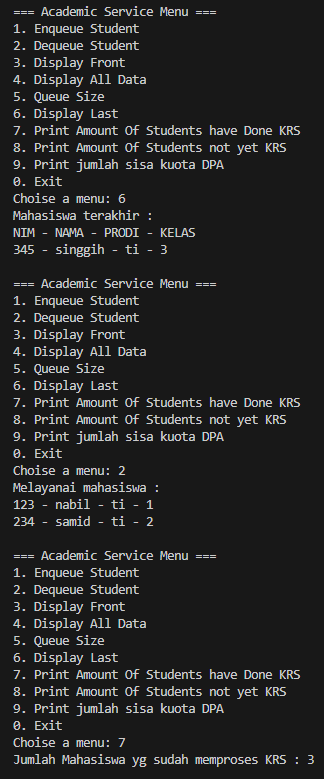 === Academic Service Menu ===
1. Enqueue Student
2. Dequeue Student
3. Display Front
4. Display All Data
5. Queue Size
6. Display Last
7. Print Amount Of Students have Done KRS
8. Print Amount Of Students not yet KRS
9. Print jumlah sisa kuota DPA
0. Exit
Choise a menu: 6
Mahasiswa terakhir :
NIM - NAMA - PRODI - KELAS
345 - singgih - ti - 3
=== Academic Service Menu ===
1. Enqueue Student
2. Dequeue Student
3. Display Front
4. Display All Data
5. Queue Size
6. Display Last
7. Print Amount Of Students have Done KRS
8. Print Amount Of Students not yet KRS
9. Print jumlah sisa kuota DPA
0. Exit
Choise a menu: 2
Melayanai mahasiswa :
123 - nabil - ti - 1
234 - samid - ti - 2
=== Academic Service Menu ===
1. Enqueue Student
2. Dequeue Student
3. Display Front
4. Display All Data
5. Queue Size
6. Display Last
7. Print Amount Of Students have Done KRS
8. Print Amount Of Students not yet KRS
9. Print jumlah sisa kuota DPA
0. Exit
Choise a menu: 7
Jumlah Mahasiswa yg sudah memproses KRS : 3